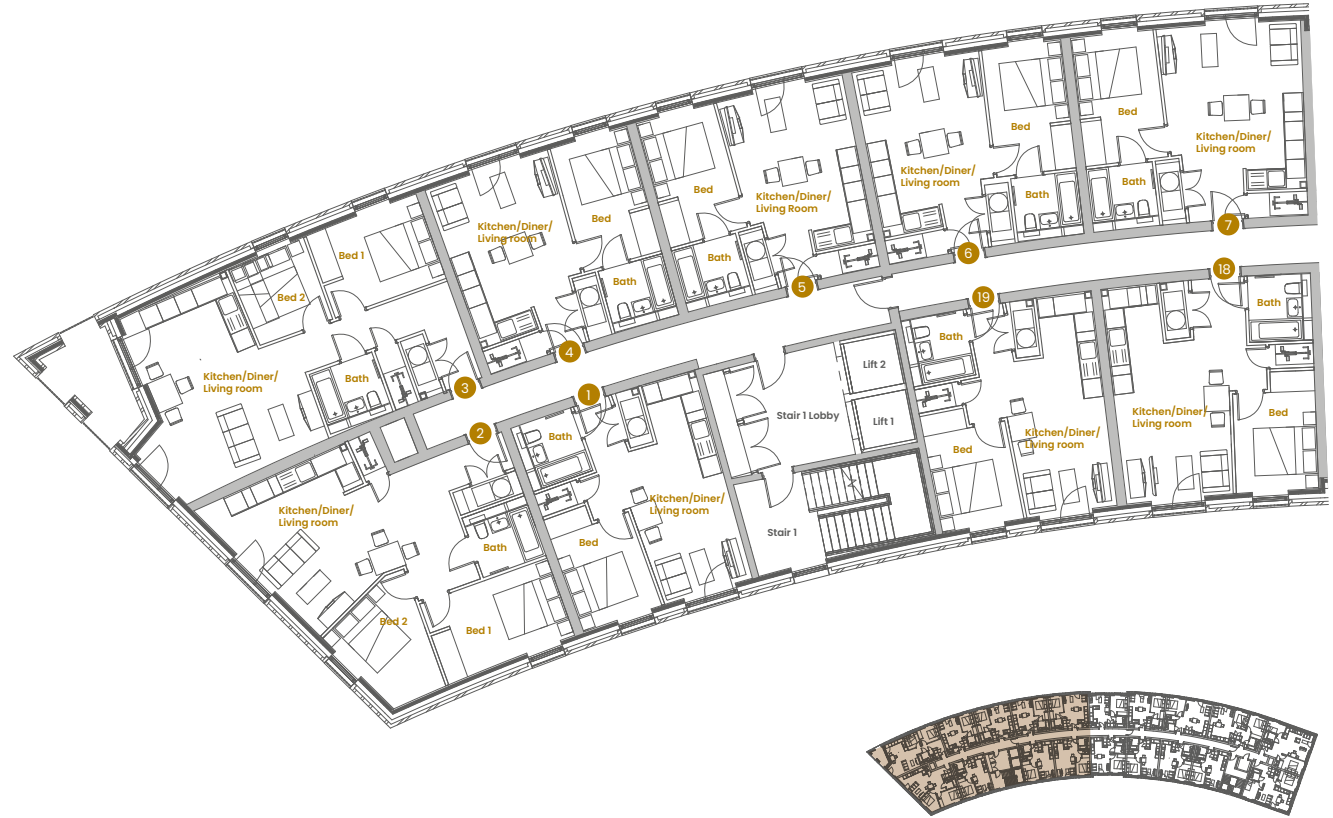 Kitchen/Diner/
Living room
7
Bed
Kitchen/Diner/
Living room
Bed
Bath
6
Bath
Bed
Kitchen/Diner/
Living Room
Bath
5
Kitchen/Diner/
Living room
Bed
Bath
4
Bed 1
Bed 2
Kitchen/Diner/
Living room
Bath
3
2
Kitchen/Diner/
Living room
Bath
Bed 2
Bed 1
1
Bath
Kitchen/Diner/
Living room
Bed
Stair 1 Lobby
Lift 2
Lift 1
Stair 1
19
Bath
Kitchen/Diner/
Living room
Bed
18
Bath
Kitchen/Diner/
Living room
Bed